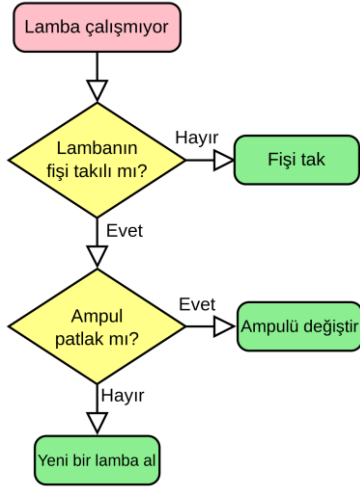 Lamba çalışmıyor
Lambanın
fişi takılı mı?
Hayır
Fişi tak
Evet
Ampul
patlak mı?
Evet
Ampulü değiştir
Hayır
Yeni bir lamba al